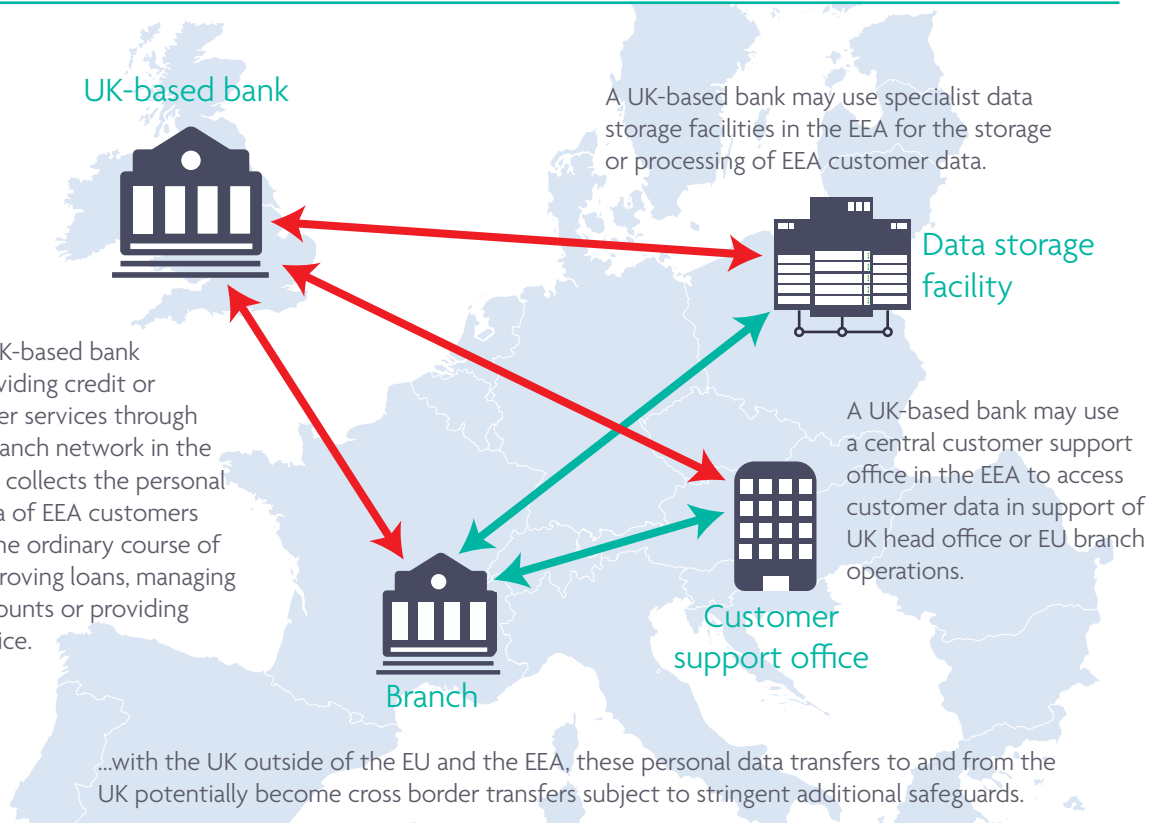 UK-based bank
A UK-based bank may use specialist data
storage facilities in the EEA for the storage
or processing of EEA customer data.
Data storage
facility
K-based bank
viding credit or
er services through
ranch network in the
collects the personal
a of EEA customers
he ordinary course of
roving loans, managing
ounts or providing
ice.
A UK-based bank may use
a central customer support
office in the EEA to access
customer data in support of
UK head office or EU branch
operations.
Customer
support office
Branch
...with the UK outside of the EU and the EEA, these personal data transfers to and from the
UK potentially become cross border transfers subject to stringent additional safeguards.